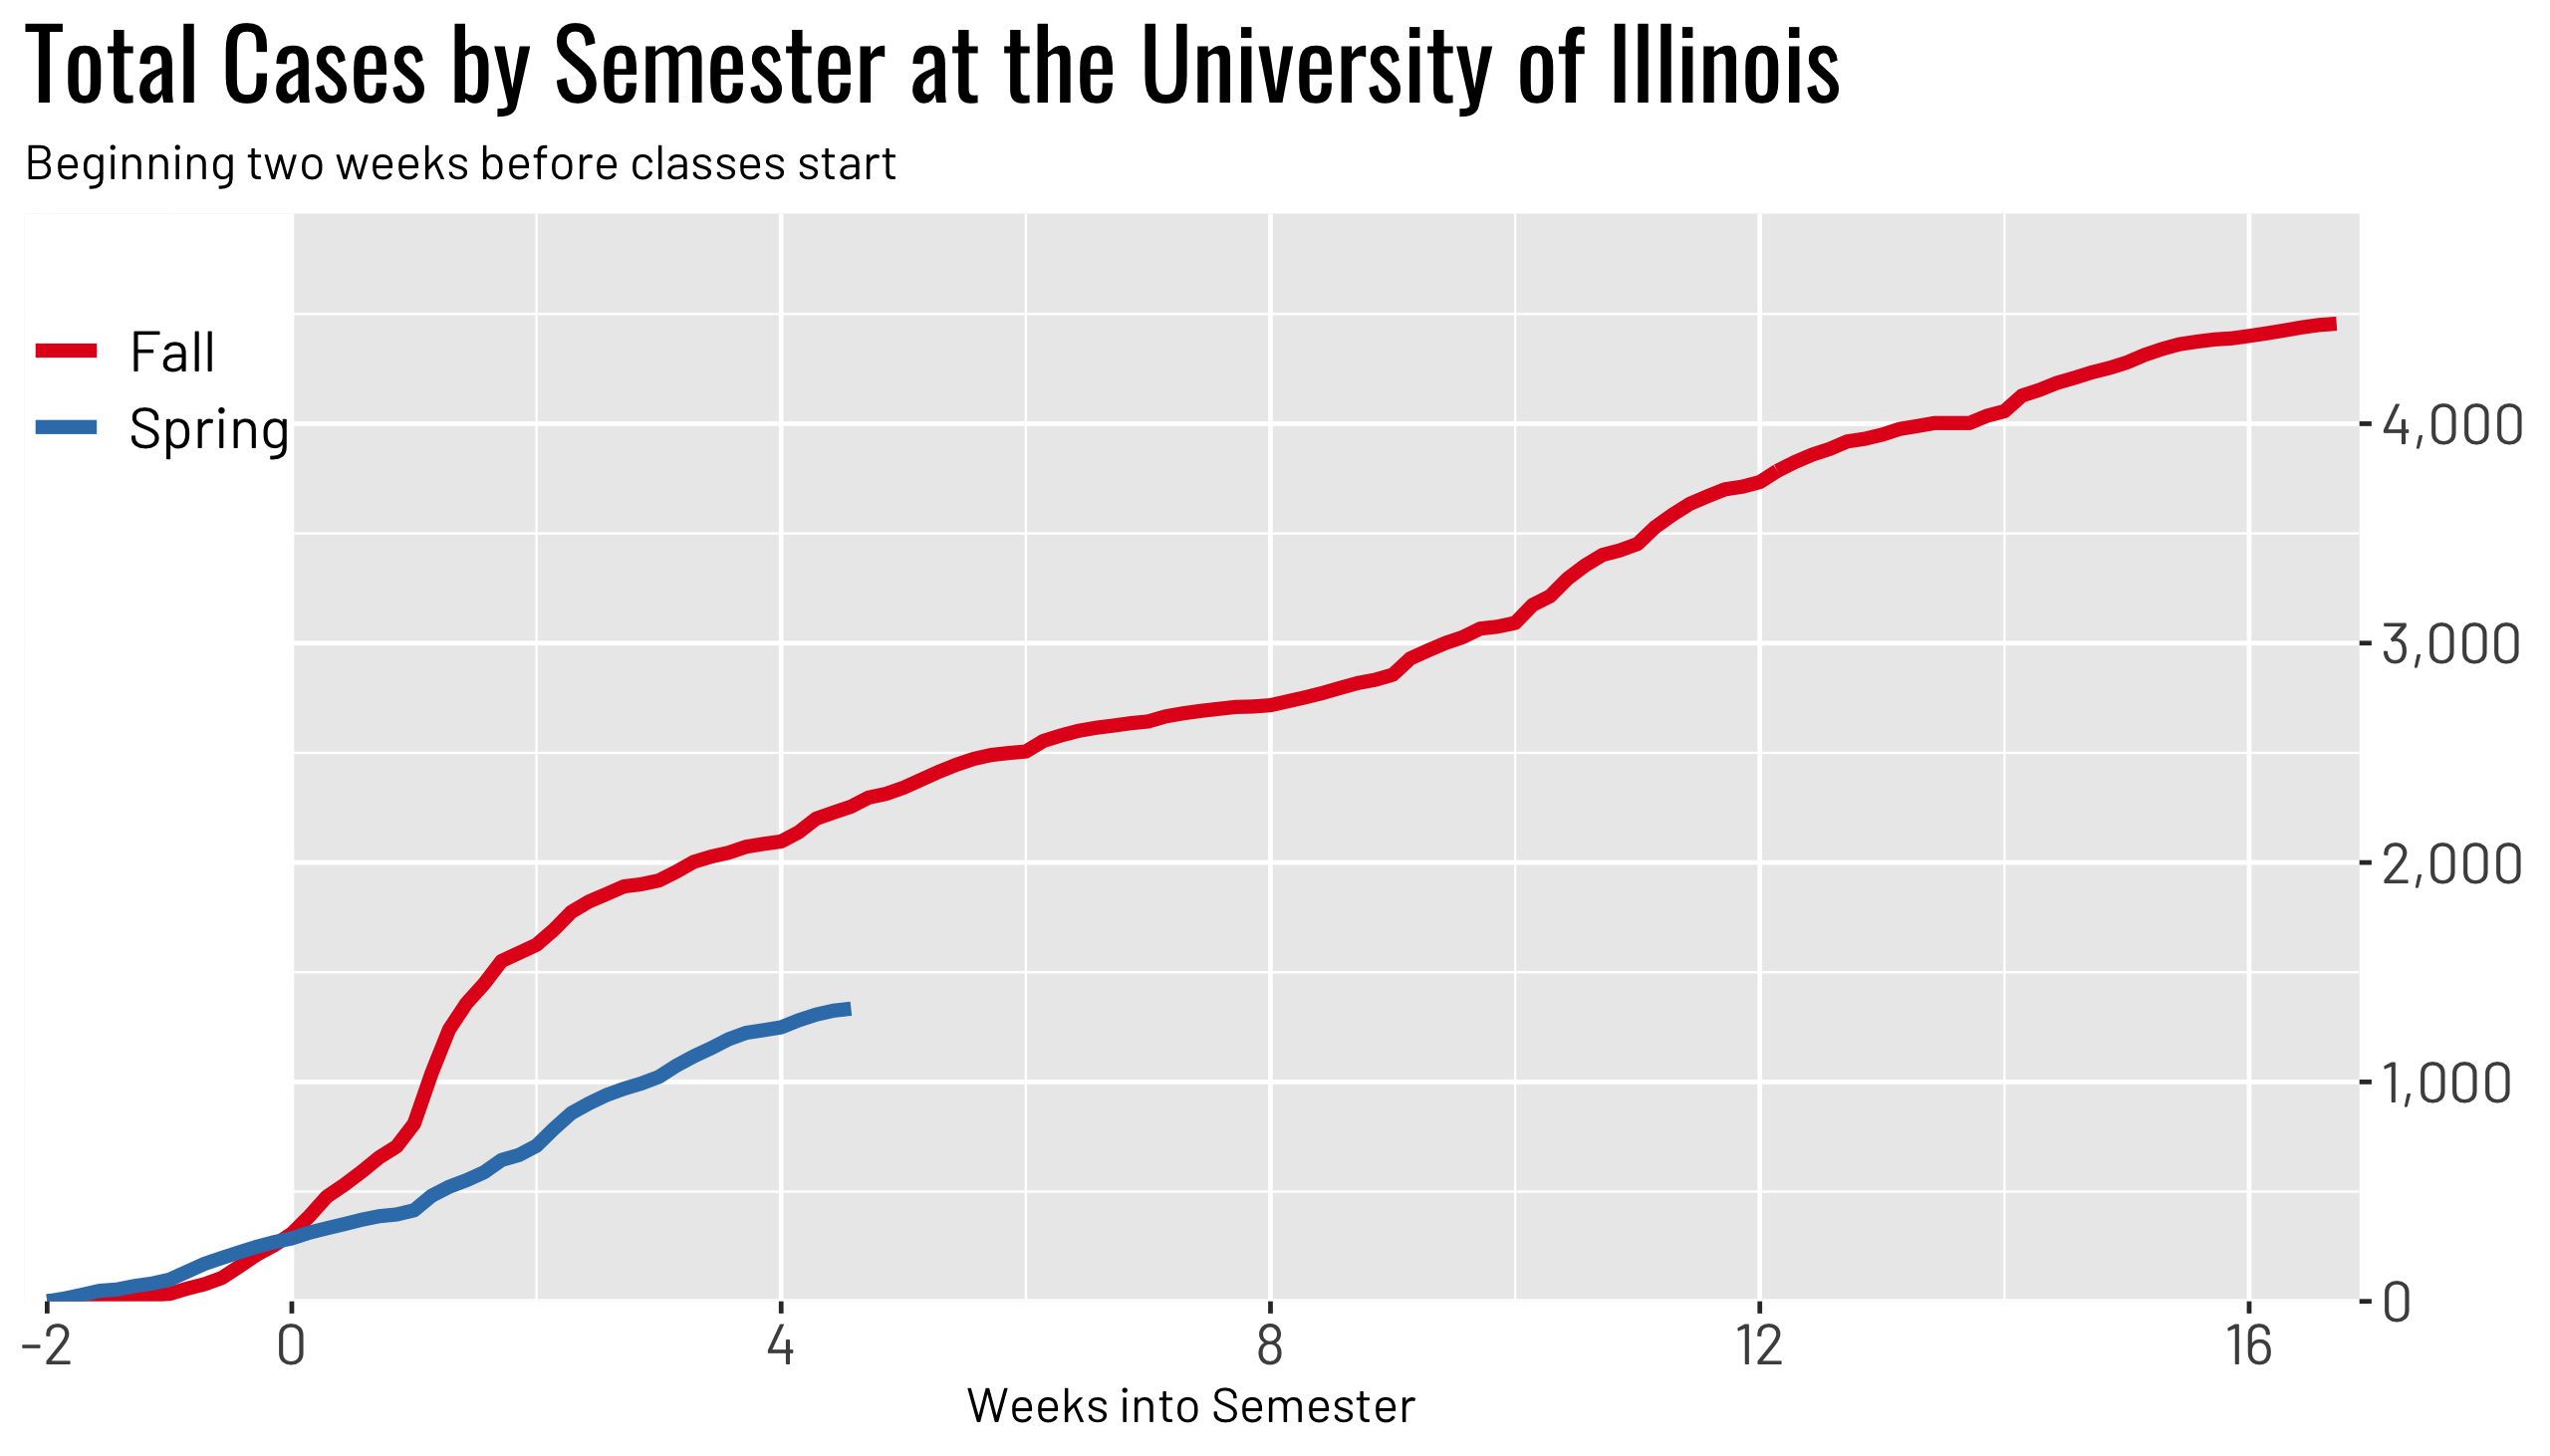 Total Cases by Semester at the University of Illinois
Beginning two weeks before classes start
Fall
Spring
4,000
3,000
2,000
1,000
0
-2 0 4 8 12 16
Weeks into Semester